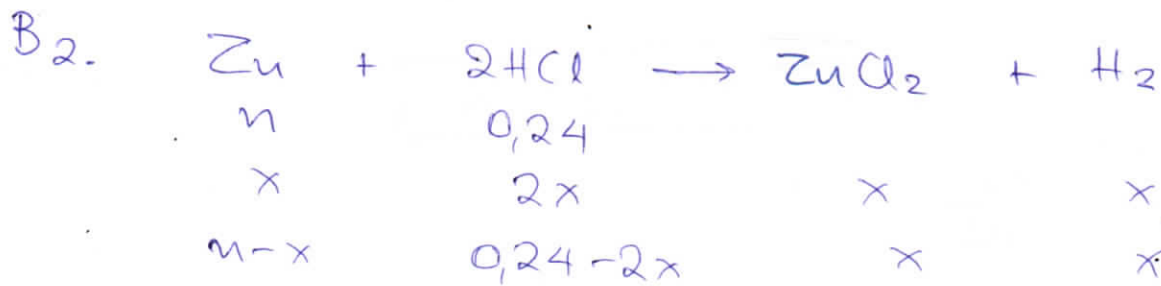 B2. Zn + 2HCl → ZnCl2 + H2
n 0,24
x 2x x x
n-x 0,24-2x x x